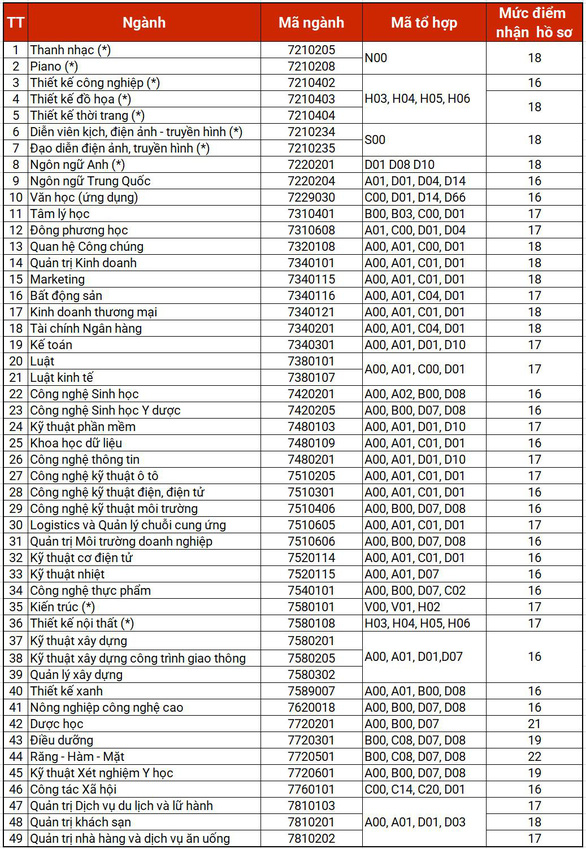 TT Ngành Mã ngành Mã tổ hợp Mức điểm nhận hồ sơ
1 Thanh nhạc (*) 7210205 N00 18
2 Piano (*) 7210208
3 Thiết kế công nghiệp (*) 7210402 H03, H04, H05, H06 16
4 Thiết kế đồ họa (*) 7210403 18
5 Thiết kế thời trang (*) 7210404
6 Diễn viên kịch, điện ảnh - truyền hình (*) 7210234 S00 18
7 Đạo diễn điện ảnh, truyền hình (*) 7210235
8 Ngôn ngữ Anh (*) 7220201 D01 D08 D10 18
9 Ngôn ngữ Trung Quốc 7220204 A01, D01, D04, D14 16
10 Văn học (ứng dụng) 7229030 C00, D01, D14, D66 16
11 Tâm lý học 7310401 B00, B03, C00, D01 17
12 Đông phương học 7310608 A01, C00, D01, D04 17
13 Quan hệ Công chúng 7320108 A00, A01, C00, D01 18
14 Quản trị Kinh doanh 7340101 A00, A01, C01, D01 18
15 Marketing 7340115 A00, A01, C01, D01 18
16 Bất động sản 7340116 A00, A01, C04, D01 17
17 Kinh doanh thương mại 7340121 A00, A01, C01, D01 18
18 Tài chính Ngân hàng 7340201 A00, A01, C04, D01 18
19 Kế toán 7340301 A00, A01, D01, D10 17
20 Luật 7380101 A00, A01, C00, D01 17
21 Luật kinh tế 7380107
22 Công nghệ Sinh học 7420201 A00, A02, B00, D08 16
23 Công nghệ Sinh học Y dược 7420205 A00, B00, D07, D08 16
24 Kỹ thuật phần mềm 7480103 A00, A01, D01, D10 17
25 Khoa học dữ liệu 7480109 A00, A01, C01, D01 16
26 Công nghệ thông tin 7480201 A00, A01, D01, D10 17
27 Công nghệ kỹ thuật ô tô 7510205 A00, A01, C01, D01 17
28 Công nghệ kỹ thuật điện, điện tử 7510301 A00, A01, C01, D01 16
29 Công nghệ kỹ thuật môi trường 7510406 A00, B00, D07, D08 16
30 Logistics và Quản lý chuỗi cung ứng 7510605 A00, A01, C01, D01 17
31 Quản trị Môi trường doanh nghiệp 7510606 A00, B00, D07, D08 16
32 Kỹ thuật cơ điện tử 7520114 A00, A01, C01, D01 16
33 Kỹ thuật nhiệt 7520115 A00, A01, D07 16
34 Công nghệ thực phẩm 7540101 A00, B00, D07, C02 16
35 Kiến trúc (*) 7580101 V00, V01, H02 17
36 Thiết kế nội thất (*) 7580108 H03, H04, H05, H06 17
37 Kỹ thuật xây dựng 7580201 A00, A01, D01,D07 16
38 Kỹ thuật xây dựng công trình giao thông 7580205
39 Quản lý xây dựng 7580302
40 Thiết kế xanh 7589007 A00, A01, B00, D08 16
41 Nông nghiệp công nghệ cao 7620018 A00, B00, D07, D08 16
42 Dược học 7720201 A00, B00, D07 21
43 Điều dưỡng 7720301 B00, C08, D07, D08 19
44 Răng - Hàm - Mặt 7720501 B00, C08, D07, D08 22
45 Kỹ thuật Xét nghiệm Y học 7720601 A00, B00, D07, D08 19
46 Công tác Xã hội 7760101 C00, C14, C20, D01 16
47 Quản trị Dịch vụ du lịch và lữ hành 7810103 A00, A01, D01, D03 17
48 Quản trị khách sạn 7810201 18
49 Quản trị nhà hàng và dịch vụ ăn uống 7810202 17